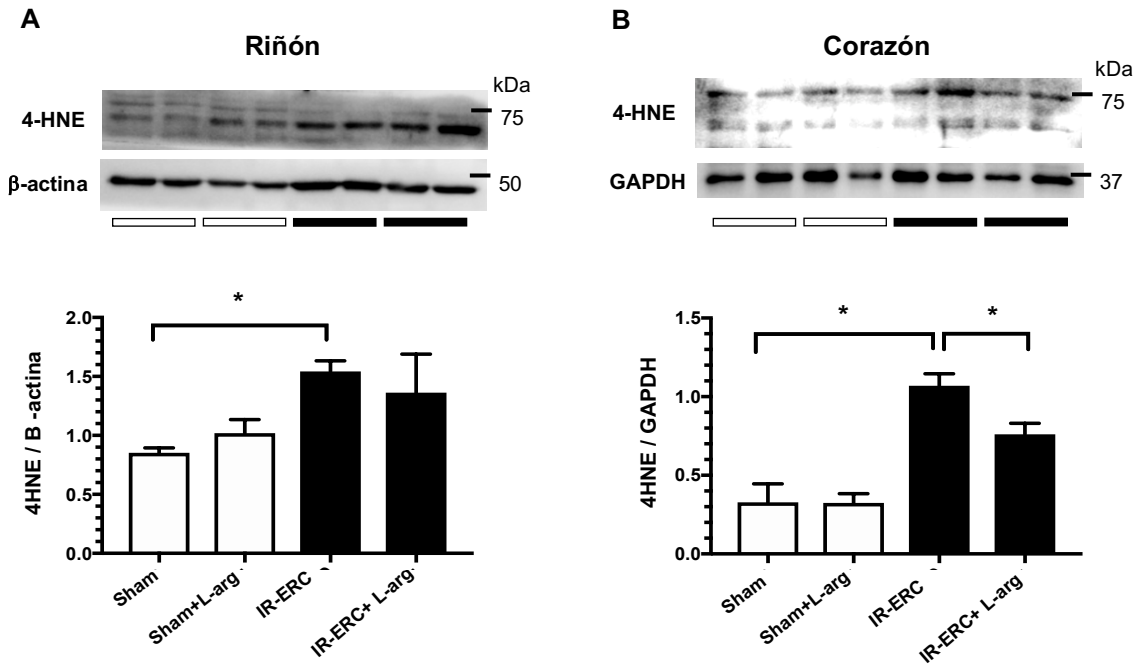 A
Riñón
kDa
4-HNE
75
β-actina
50
*
2.0
1.5
1.0
0.5
0.0
4HNE / B -actina
Sham
Sham+L-arg
IR-ERC
IR-ERC+ L-arg
B
Corazón
kDa
4-HNE
75
GAPDH
37
*
*
1.5
1.0
0.5
0.0
4HNE / GAPDH
Sham
Sham+L-arg
IR-ERC
IR-ERC+ L-arg